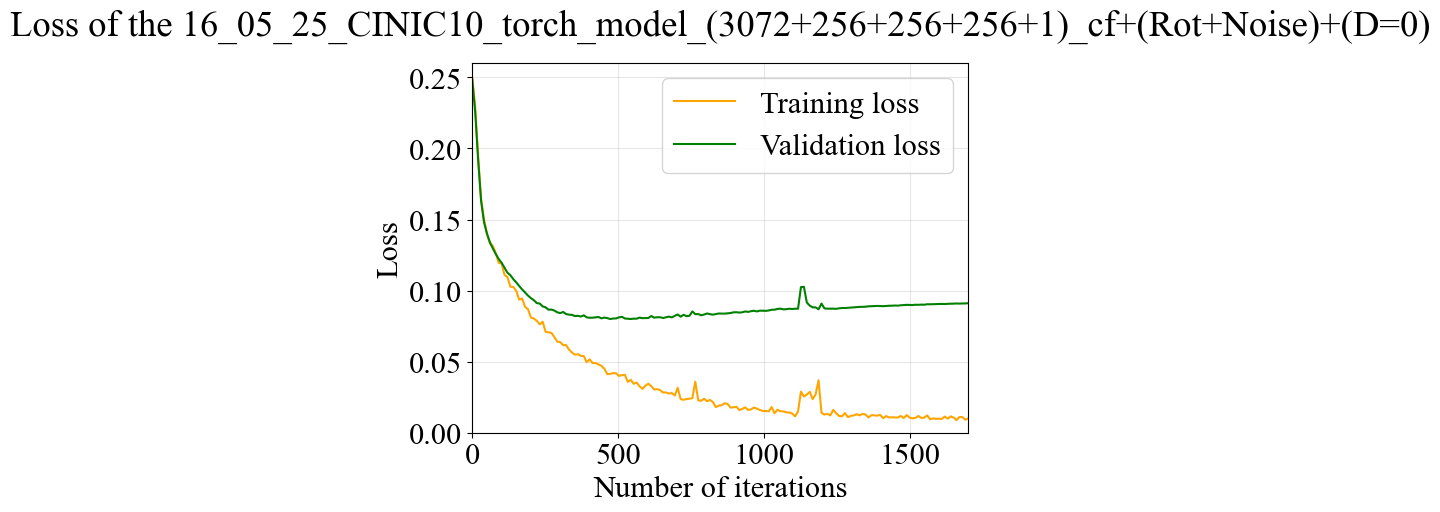 Loss of the 16_05_25_CINIC10_torch_model_(3072+256+256+256+1)_cf+(Rot+Noise)+(D=0)
0.25
0.20
0.15
0.10
0.05
0.00
Loss
Training loss
Validation loss
0
500
1000
1500
Number of iterations